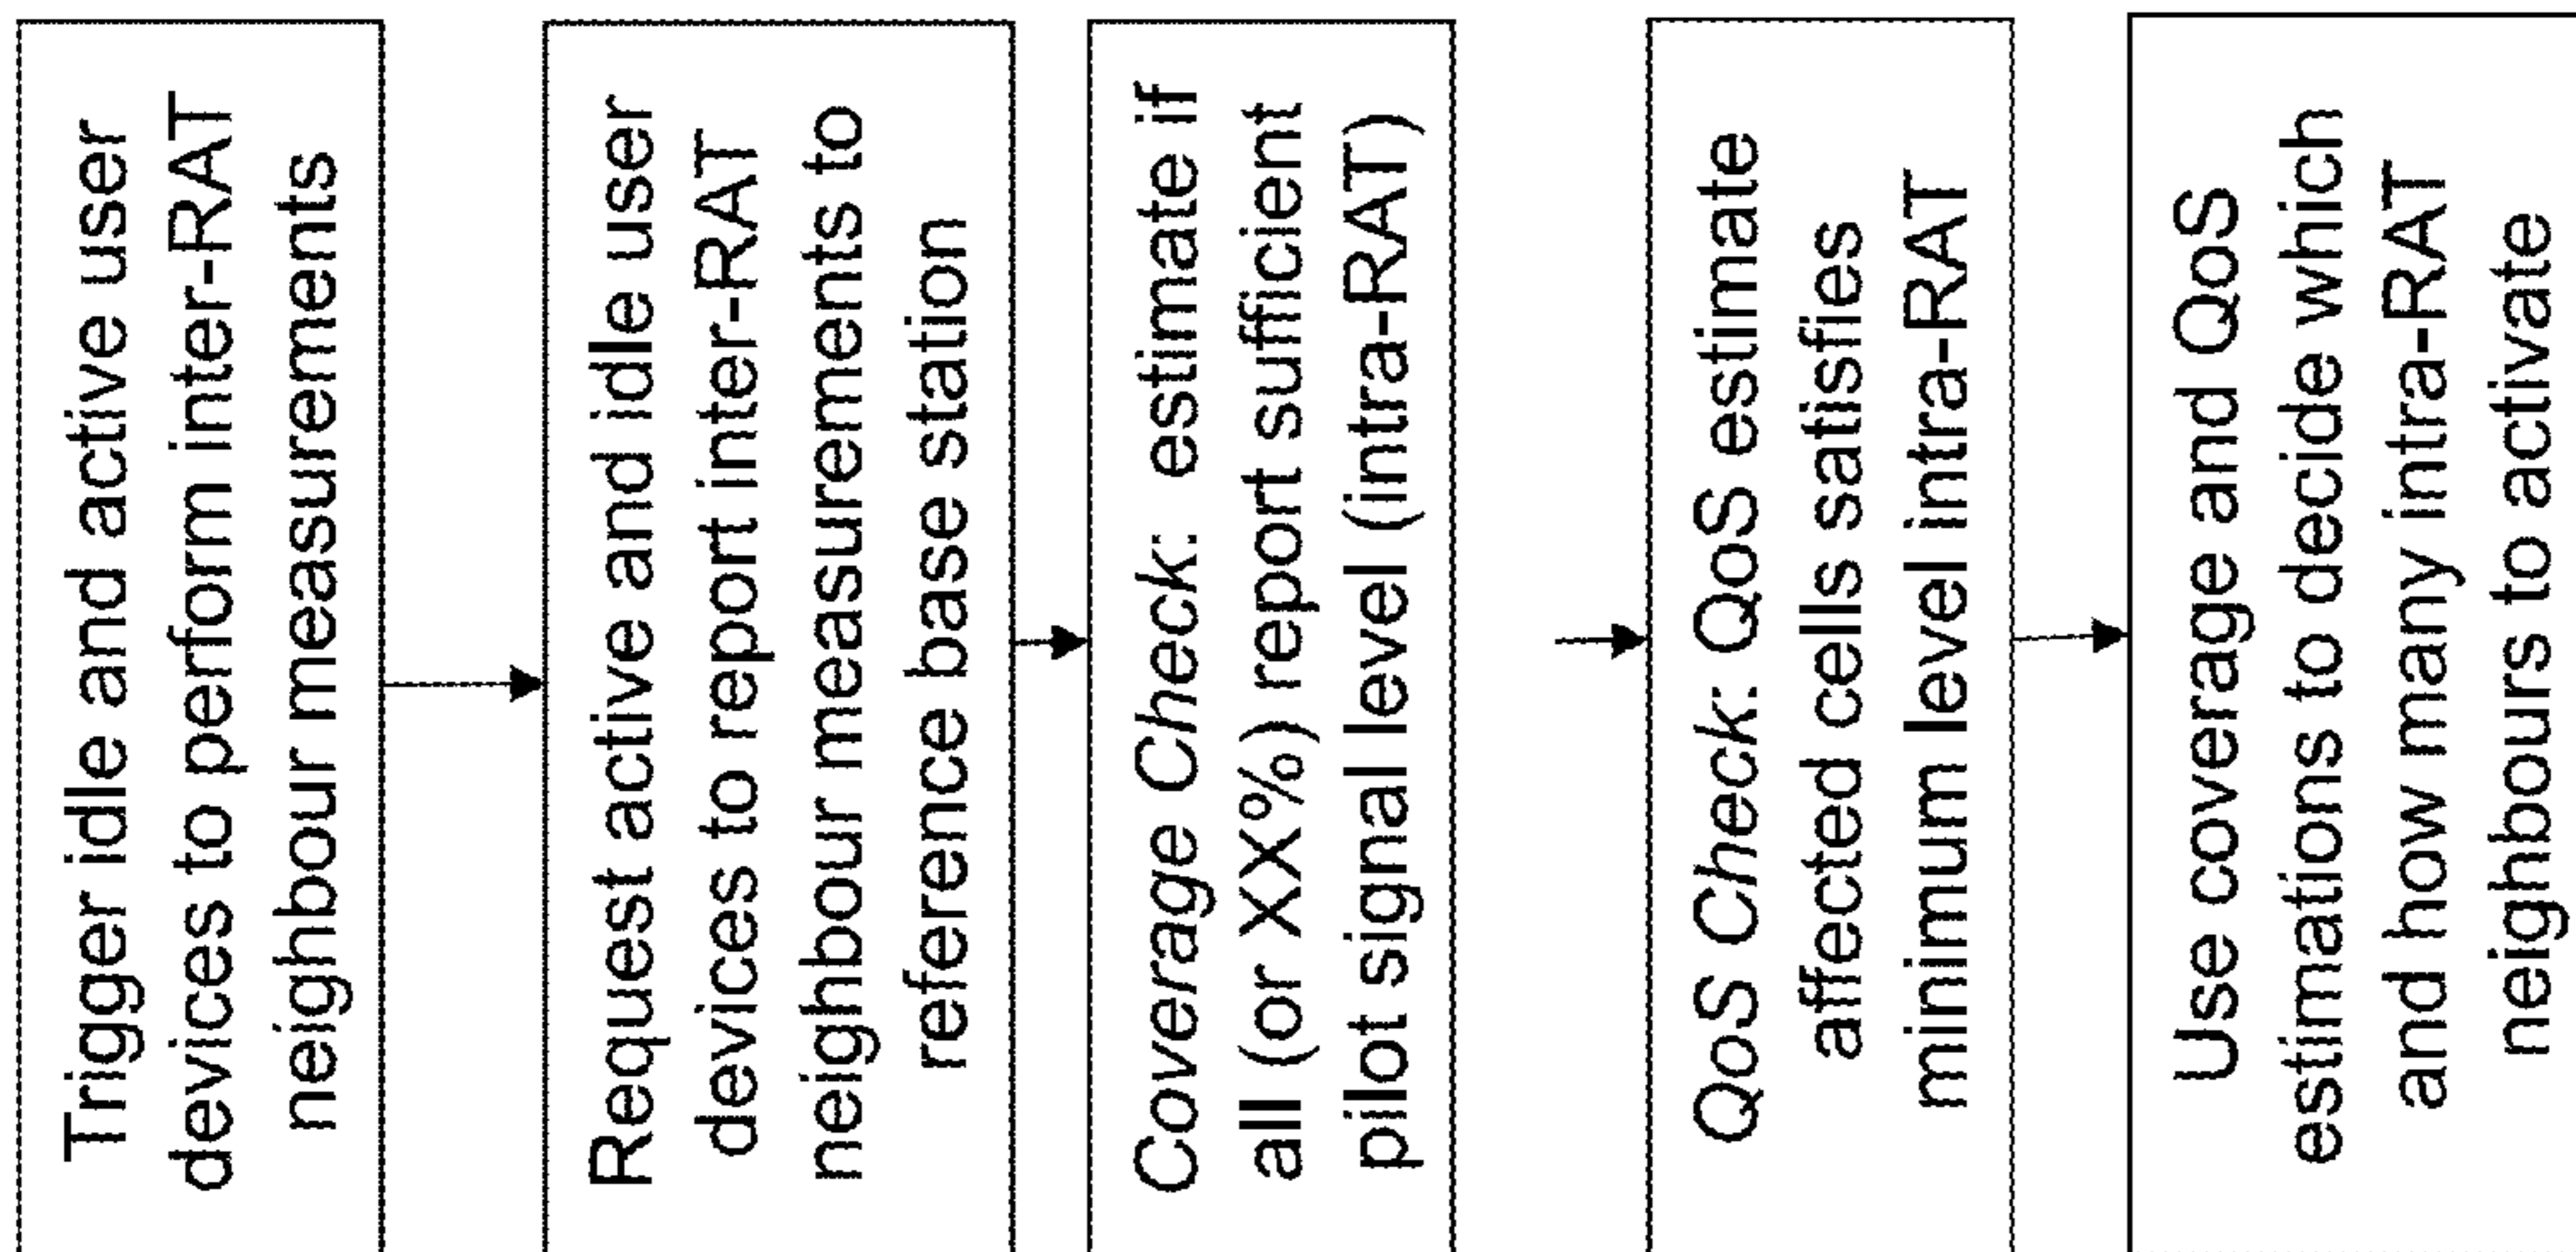 Trigger idle and active user
devices to perform inter-RAT
neighbour measurements
Request active and idle user
devices to report inter-RAT
neighbour measurements to
reference base station
Coverage Check: estimate if
all (or XX%) report sufficient
pilot signal level (intra-RAT)
QoS Check: QoS estimate
affected cells satisfies
minimum level intra-RAT
Use coverage and QoS
estimations to decide which
and how many intra-RAT
neighbours to activate